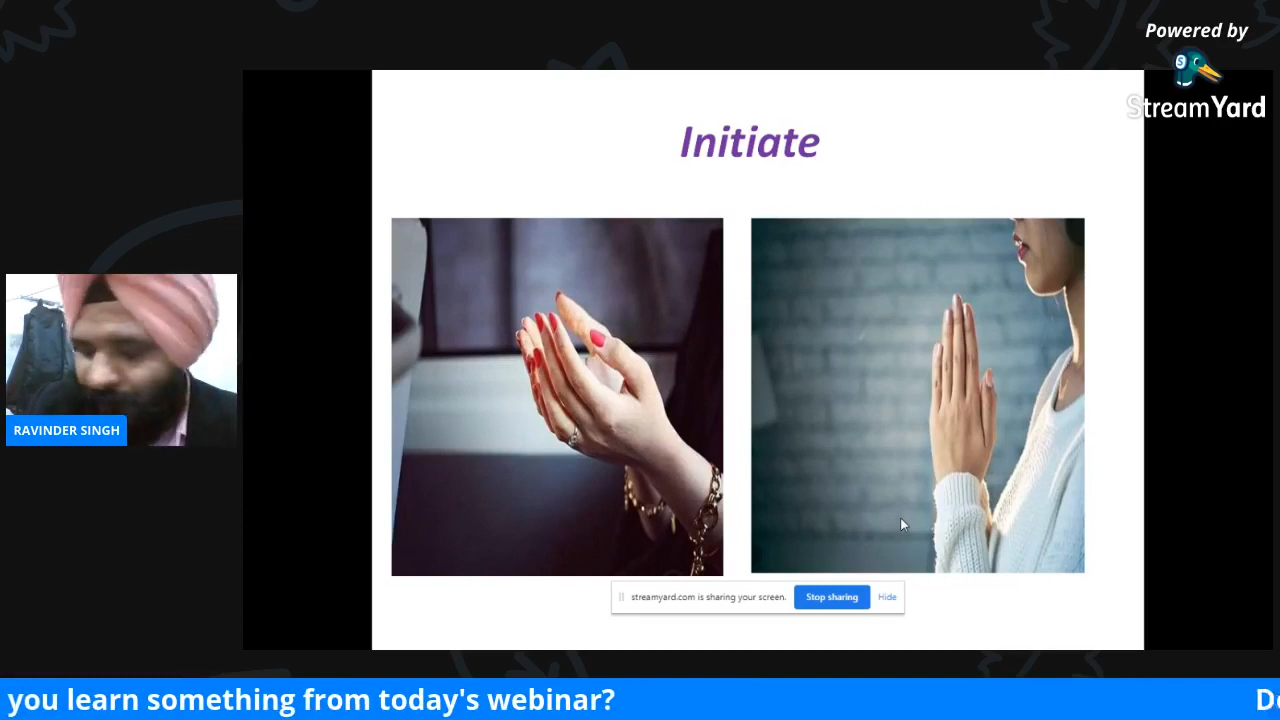 Powered by
StreamYard
Initiate
RAVINDER SINGH
streamyard.com is sharing your screen.
Stop sharing
Hide
you learn something from today's webinar?